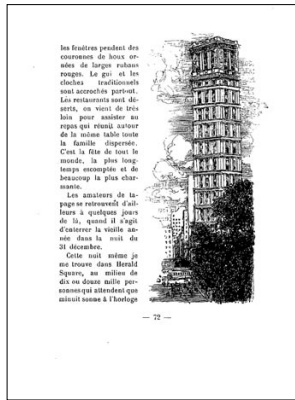 les fenêtres pendent des
couronnes de houx or-
nées de larges rubans
rouges. Le gui et les
cloches traditionnels
sont accrochés partout.
Les restaurants sont dé-
serts, on vient de très
loin pour assister au
repas qui réunit autour
de la même table toute
la famille dispersée.
C'est la fête de tout le
monde, la plus long-
temps escomptée et de
beaucoup la plus char-
mante.
Les amateurs de ta-
page se retrouvent d'ail-
leurs à quelques jours
de là, quand il s'agit
d'enterrer la vieille an-
née dans la nuit du
31 décembre.
Cette nuit même je
me trouve dans Herald
Square, au milieu de
dix ou douze mille per-
sonnes qui attendent que
minuit sonne à l'horloge
— 72 —